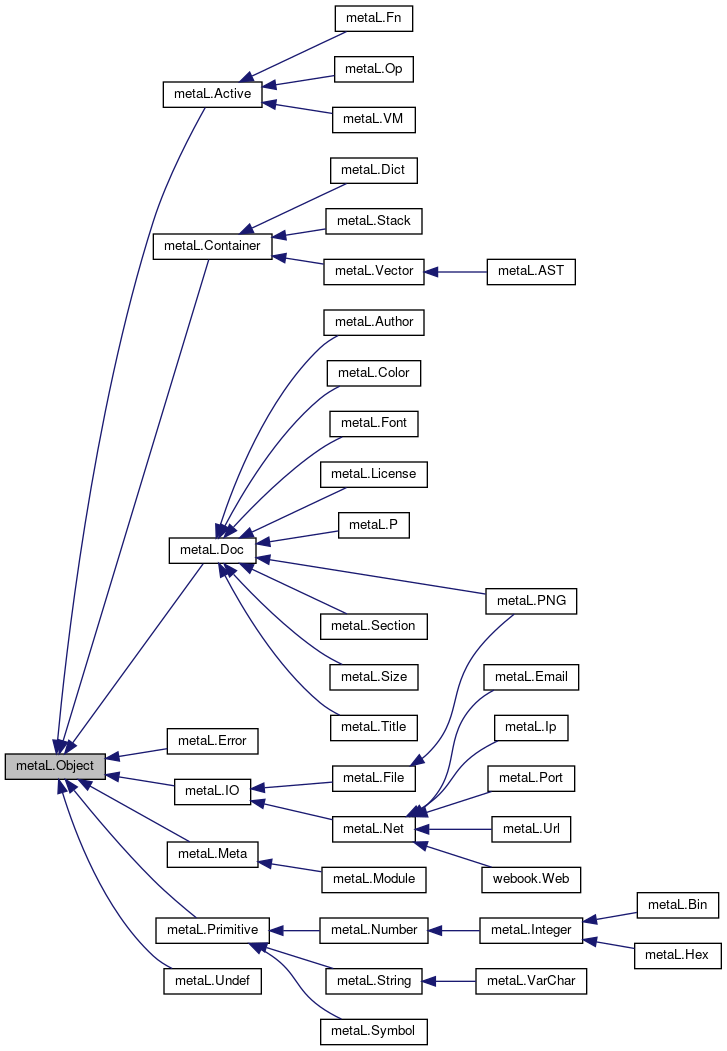 metaL.Fn
metaL.Op
metaL.Active
metaL.VM
metaL.Dict
metaL.Stack
metaL.Container
metaL.Vector
metaL.AST
metaL.Author
metaL.Color
metaL.Font
metaL.License
metaL.P
metaL.Doc
metaL.PNG
metaL.Section
metaL.Size
metaL.Email
metaL.Title
metaL.Ip
metaL.Error
metaL.Object
metaL.File
metaL.Port
metaL.IO
metaL.Net
metaL.Url
metaL.Meta
metaL.Module
webook.Web
metaL.Bin
metaL.Primitive
metaL.Number
metaL.Integer
metaL.Hex
metaL.Undef
metaL.String
metaL.VarChar
metaL.Symbol